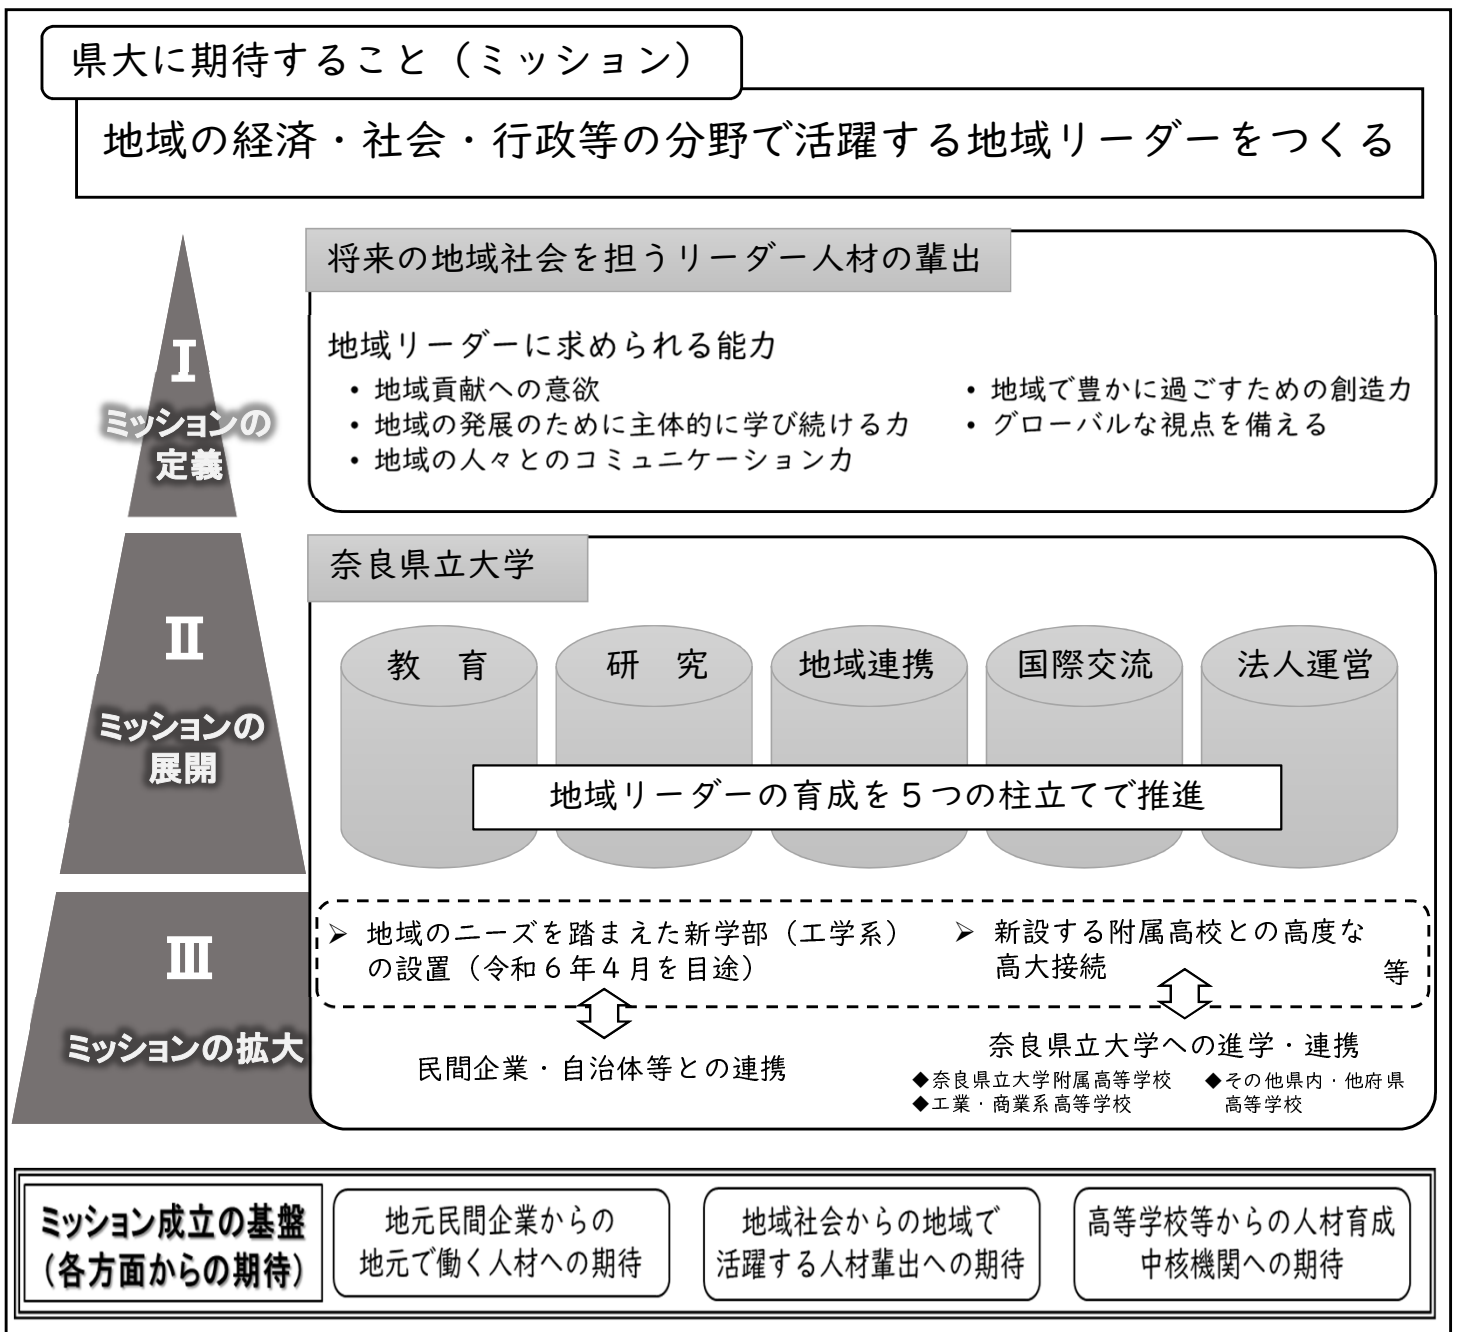 県大に期待すること（ミッション）
地域の経済・社会・行政等の分野で活躍する地域リーダーをつくる
Ⅰ
ミッションの
定義
将来の地域社会を担うリーダー人材の輩出
地域リーダーに求められる能力
• 地域貢献への意欲
• 地域の発展のために主体的に学び続ける力
• 地域の人々とのコミュニケーション力
• 地域で豊かに過ごすための創造力
• グローバルな視点を備える
Ⅱ
ミッションの
展開
奈良県立大学
教　育
研　究
地域連携
国際交流
法人運営
地域リーダーの育成を５つの柱立てで推進
Ⅲ
ミッションの拡大
➢ 地域のニーズを踏まえた新学部（工学系）
の設置（令和６年４月を目途）
➢ 新設する附属高校との高度な
高大接続
等
民間企業・自治体等との連携
奈良県立大学への進学・連携
◆奈良県立大学附属高等学校
◆工業・商業系高等学校
◆その他県内・他府県
高等学校
ミッション成立の基盤
（各方面からの期待）
地元民間企業からの
地元で働く人材への期待
地域社会からの地域で
活躍する人材輩出への期待
高等学校等からの人材育成
中核機関への期待